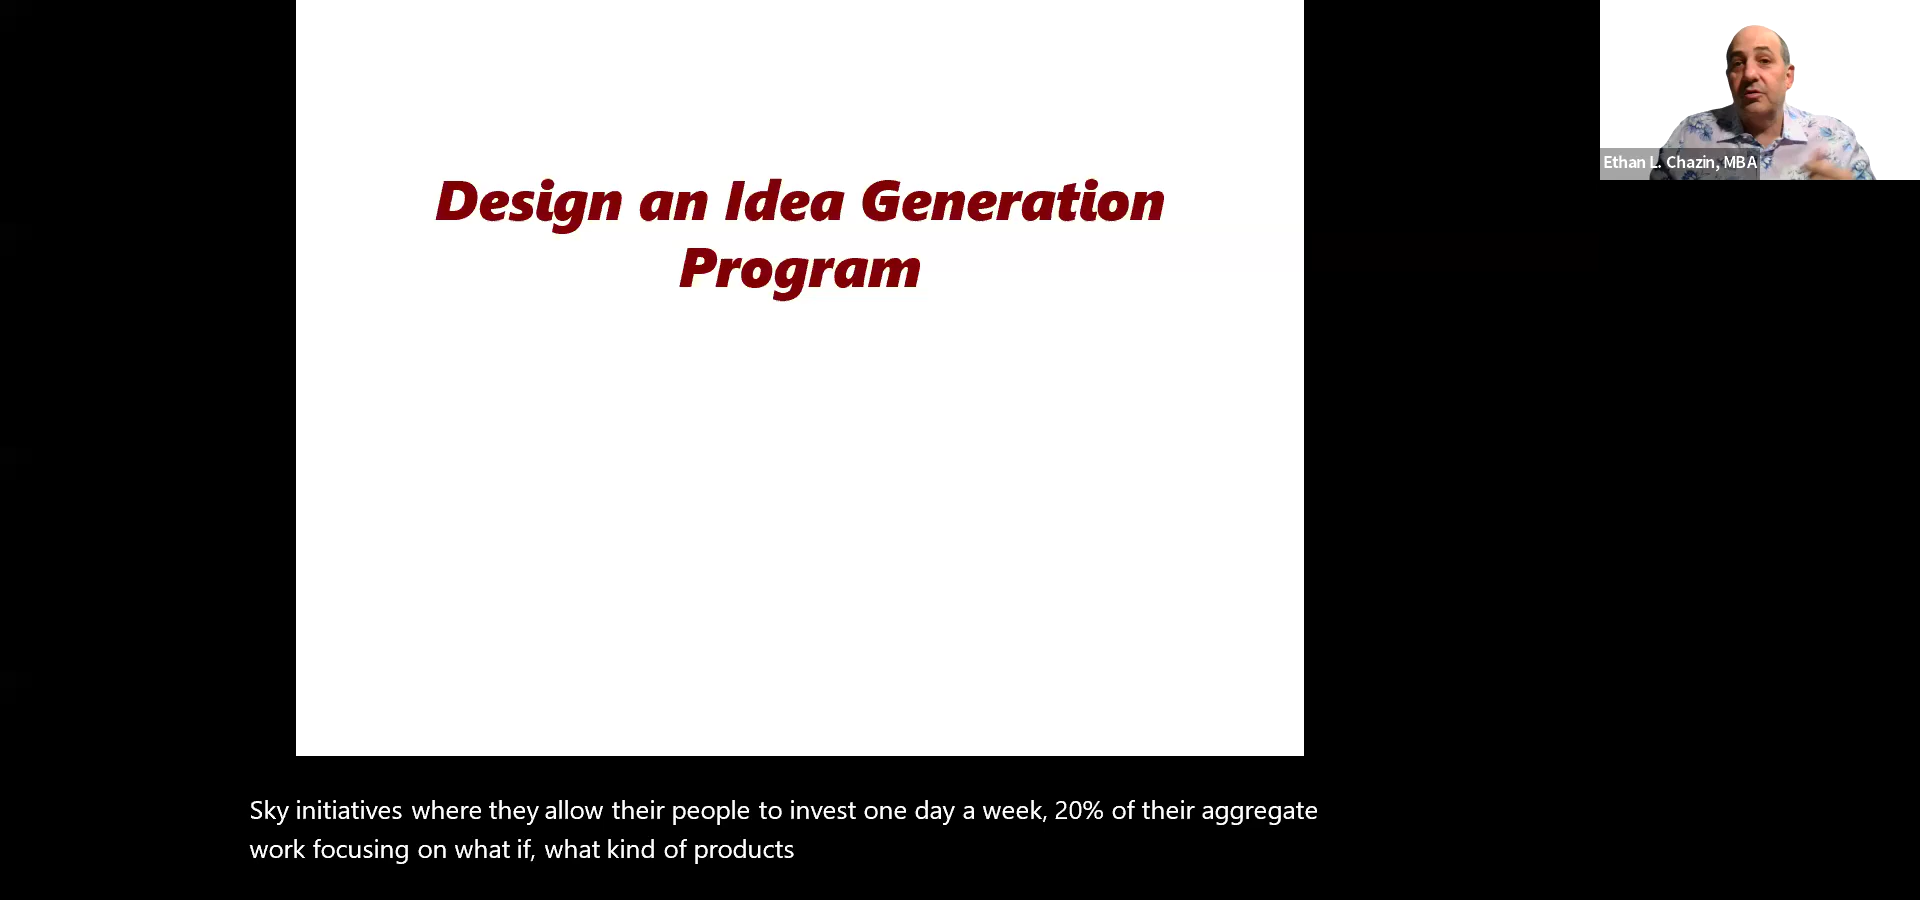 Design an Idea Generation
Program
Ethan L. Chazin, MBA
Sky initiatives where they allow their people to invest one day a week, 20% of their aggregate
work focusing on what if, what kind of products